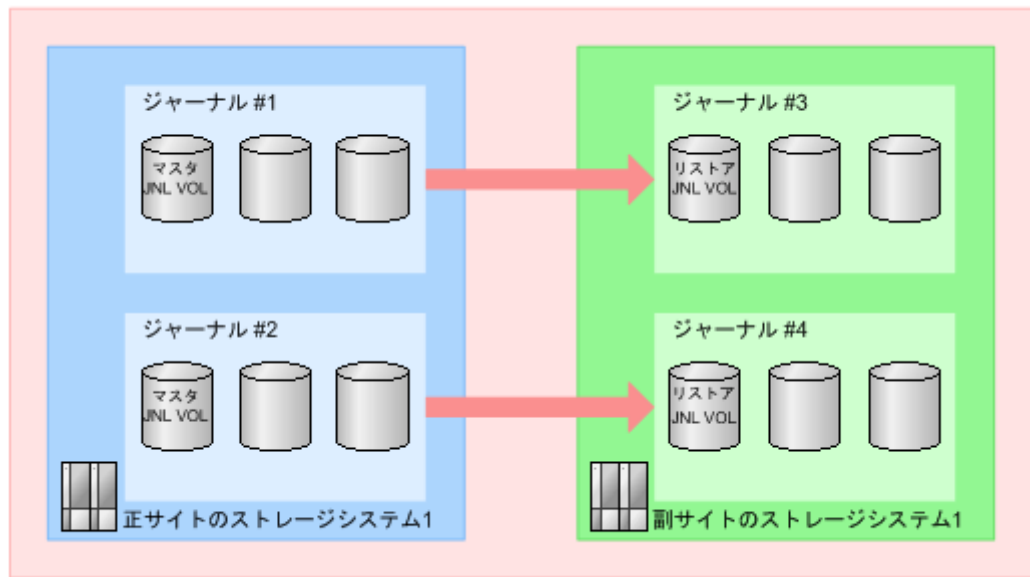 ジャーナル #1
マスタ
JNL VOL
ジャーナル #3
リストア
JNL VOL
ジャーナル #2
マスタ
JNL VOL
ジャーナル #4
リストア
JNL VOL
正サイトのストレージシステム1
副サイトのストレージシステム1